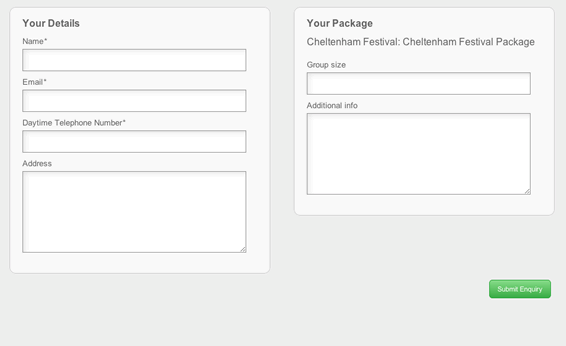 Your Details
Name*
Email*
Daytime Telephone Number*
Address
Your Package
Cheltenham Festival: Cheltenham Festival Package
Group size
Additional info
Submit Enquiry